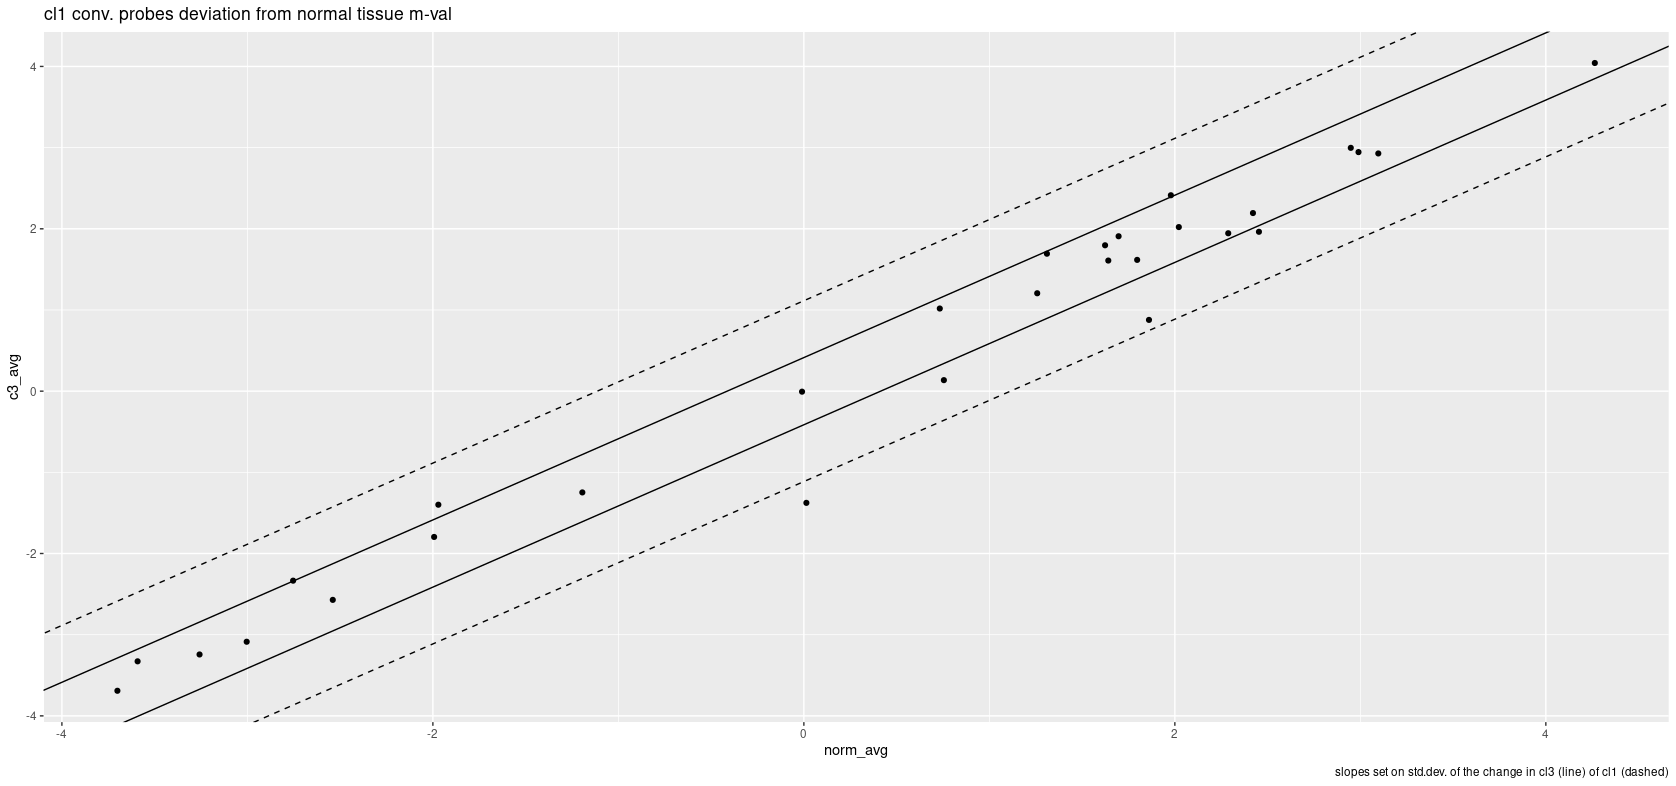 cl1 conv. probes deviation from normal tissue m-val
4
2
0
-2
-4
c3_avg
-4
-2
0
2
4
norm_avg
slopes set on std.dev. of the change in cl3 (line) of cl1 (dashed)